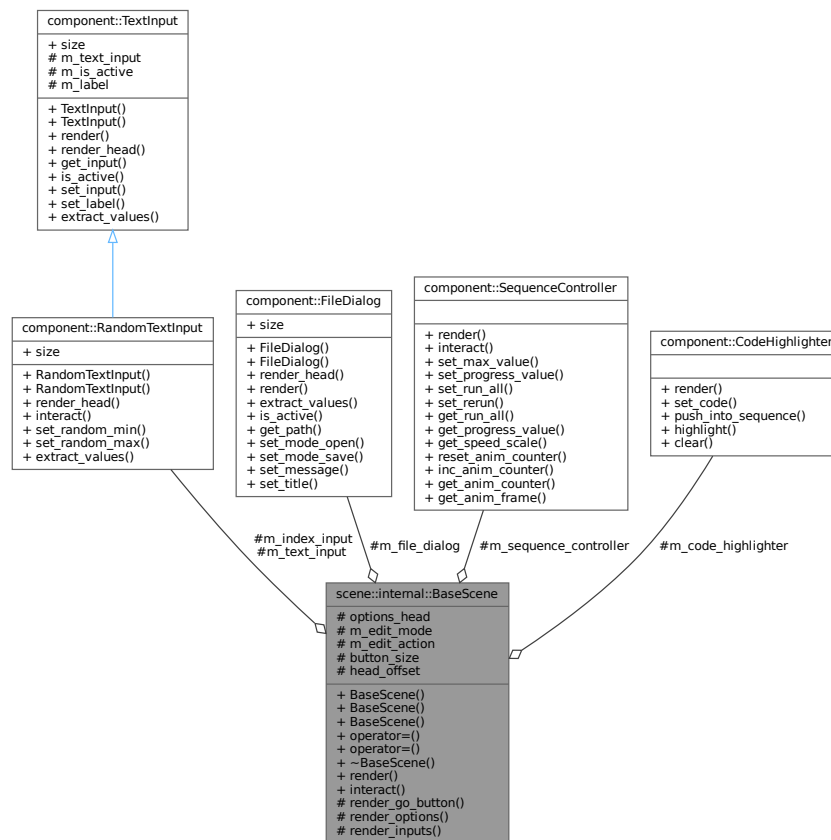 component::TextInput
+ size
# m_text_input
# m_is_active
# m_label
+ TextInput()
+ TextInput()
+ render()
+ render_head()
+ get_input()
+ is_active()
+ set_input()
+ set_label()
+ extract_values()
component::RandomTextInput
+ size
+ RandomTextInput()
+ RandomTextInput()
+ render_head()
+ interact()
+ set_random_min()
+ set_random_max()
+ extract_values()
component::FileDialog
+ size
+ FileDialog()
+ FileDialog()
+ render_head()
+ render()
+ extract_values()
+ is_active()
+ get_path()
+ set_mode_open()
+ set_mode_save()
+ set_message()
+ set_title()
component::SequenceController
+ render()
+ interact()
+ set_max_value()
+ set_progress_value()
+ set_run_all()
+ set_rerun()
+ get_run_all()
+ get_progress_value()
+ get_speed_scale()
+ reset_anim_counter()
+ inc_anim_counter()
+ get_anim_counter()
+ get_anim_frame()
component::CodeHighlighter
+ render()
+ set_code()
+ push_into_sequence()
+ highlight()
+ clear()
#m_index_input
#m_text_input
#m_file_dialog
#m_sequence_controller
#m_code_highlighter
scene::internal::BaseScene
# options_head
# m_edit_mode
# m_edit_action
# button_size
# head_offset
+ BaseScene()
+ BaseScene()
+ BaseScene()
+ operator=()
+ operator=()
+ ~BaseScene()
+ render()
+ interact()
# render_go_button()
# render_options()
# render_inputs()